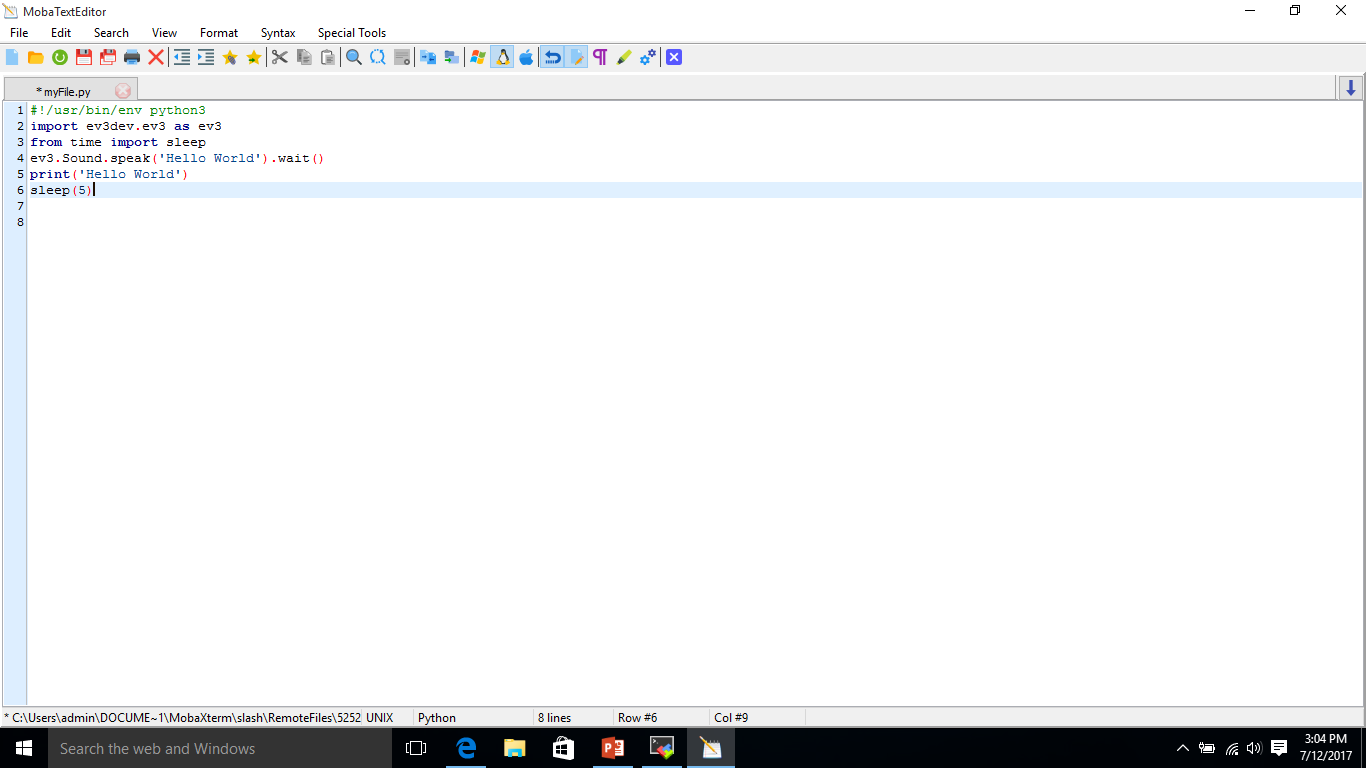 MobaTextEditor
File Edit Search View Format Syntax Special Tools
* myFile.py
1 #!/usr/bin/env python3
2 import ev3dev.ev3 as ev3
3 from time import sleep
4 ev3.Sound.speak('Hello World').wait()
5 print('Hello World')
6 sleep(5)
7
8
* C:\Users\admin\DOCUME~1\MobaXterm\slash\RemoteFiles\5252 UNIX Python 8 lines Row #6 Col #9
Search the web and Windows
3:04 PM
7/12/2017